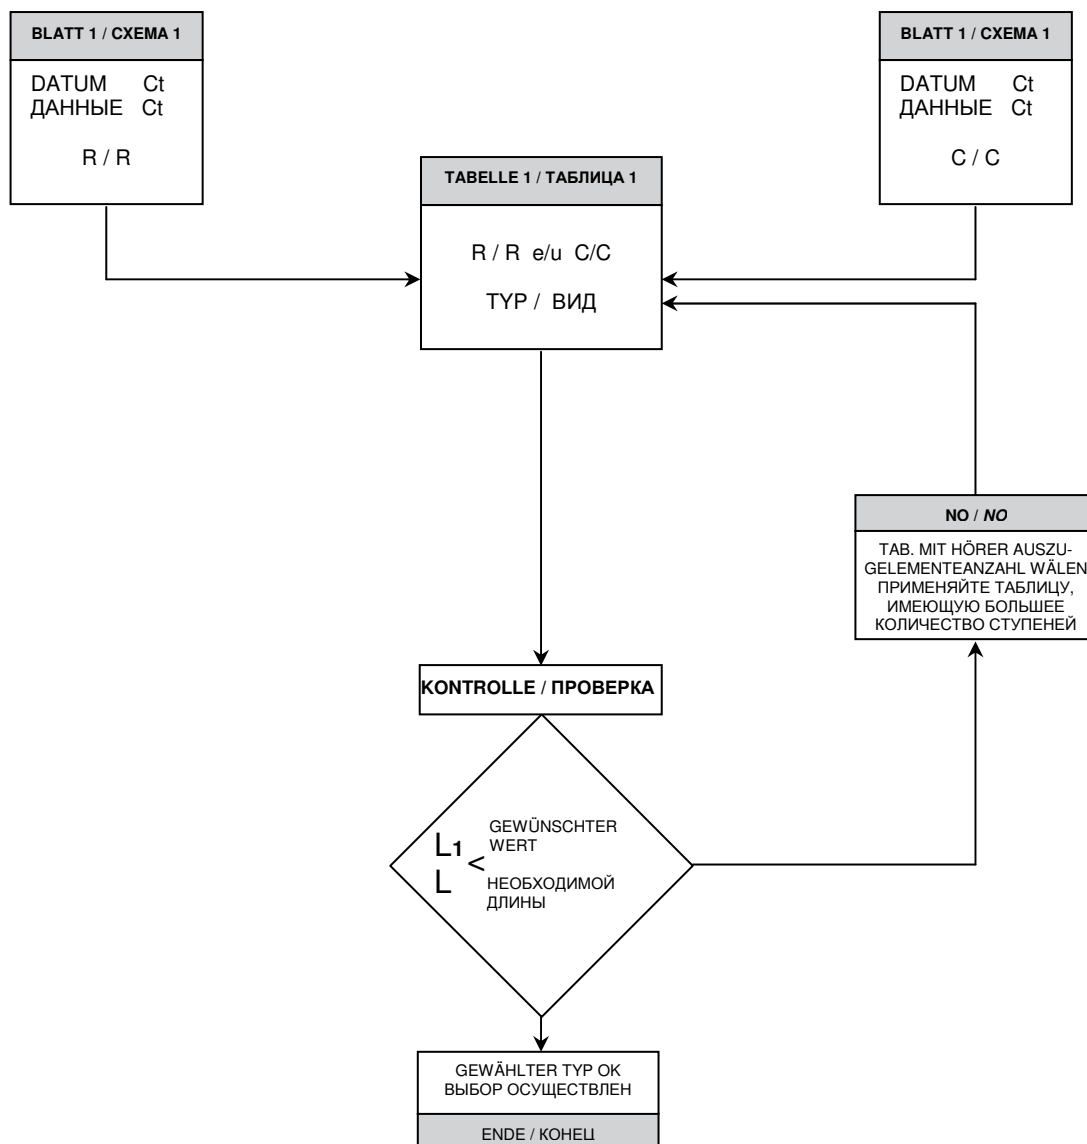 BLATT 1 / СХЕМА 1
DATUM Ct
ДАННЫЕ Ct
R / R
BLATT 1 / СХЕМА 1
DATUM Ct
ДАННЫЕ Ct
C / C
TABELLE 1 / ТАБЛИЦА 1
R / R e/u C/C
TYP / ВИД
NO / NO
TAB. MIT HÖRER AUSZU-
GELEMENTEANZAHL WÄLEN
ПРИМЕНЯЙТЕ ТАБЛИЦУ,
ИМЕЮЩУЮ БОЛЬШЕЕ
КОЛИЧЕСТВО СТУПЕНЕЙ
KONTROLLE / ПРОВЕРКА
L1
L
<
GEWÜNSCHTER
WERT
НЕОБХОДИМОЙ
ДЛИНЫ
GEWÄHLTER TYP OK
ВЫБОР ОСУЩЕСТВЛЕН
ENDE / КОНЕЦ